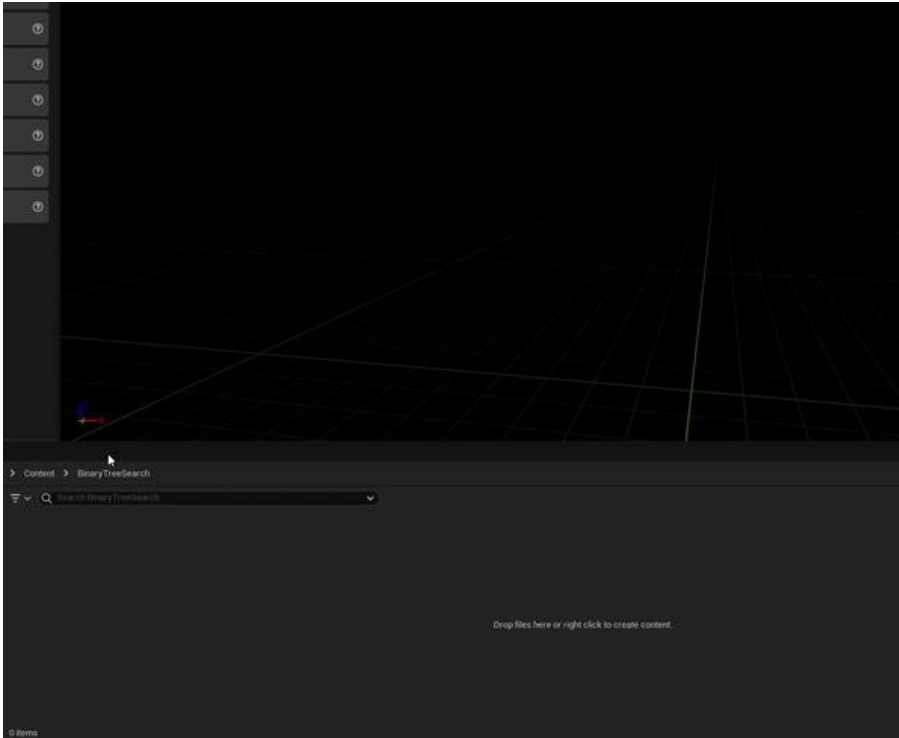 Content > BinaryTreeSearch
Search BinaryTreeSearch
Drop files here or right click to create content.
0 items